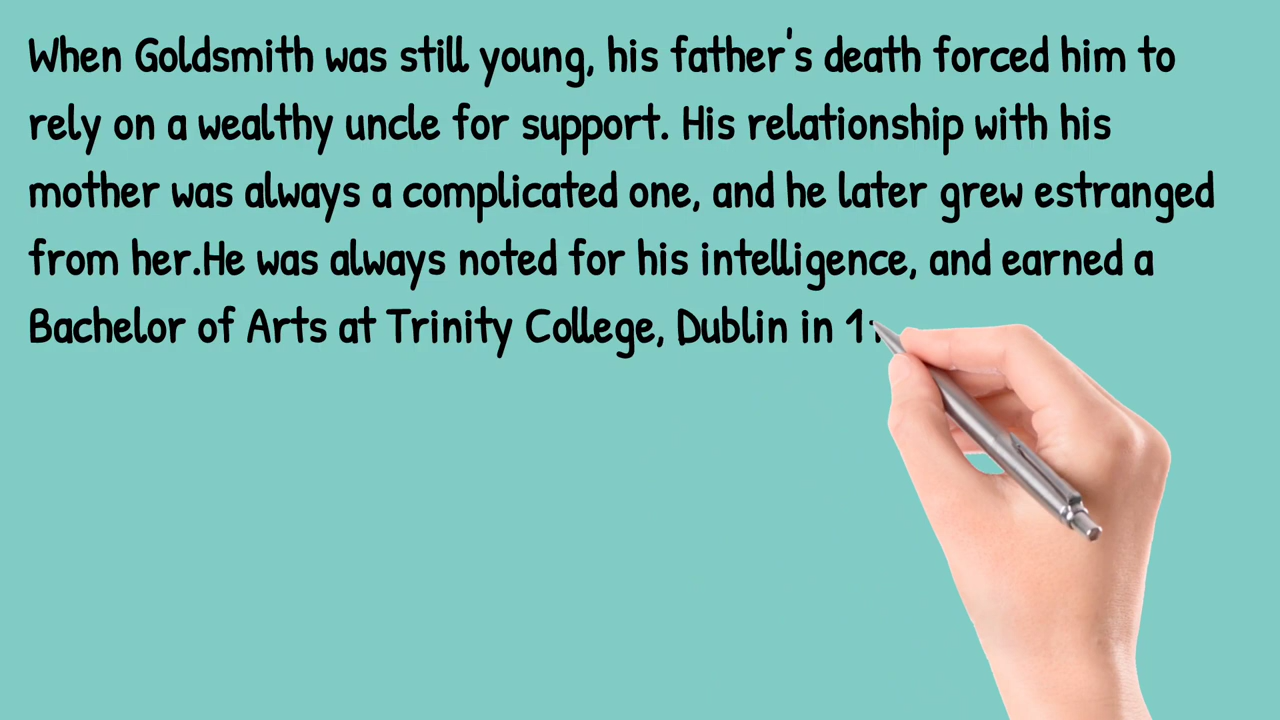 When Goldsmith was still young, his father's death forced him to
rely on a wealthy uncle for support. His relationship with his
mother was always a complicated one, and he later grew estranged
from her.He was always noted for his intelligence, and earned a
Bachelor of Arts at Trinity College, Dublin in